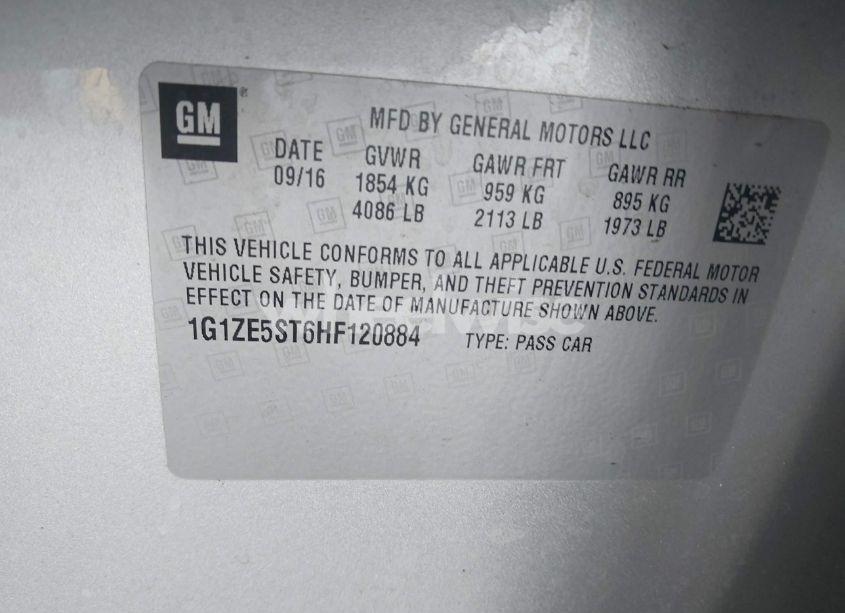 GM
MFD BY GENERAL MOTORS LLC
DATE GVWR GAWR FRT GAWR RR
09/16 1854 KG 959 KG 895 KG
4086 LB 2113 LB 1973 LB
THIS VEHICLE CONFORMS TO ALL APPLICABLE U.S. FEDERAL MOTOR
VEHICLE SAFETY, BUMPER, AND THEFT PREVENTION STANDARDS IN
EFFECT ON THE DATE OF MANUFACTURE SHOWN ABOVE.
1G1ZE5ST6HF120884 TYPE: PASS CAR